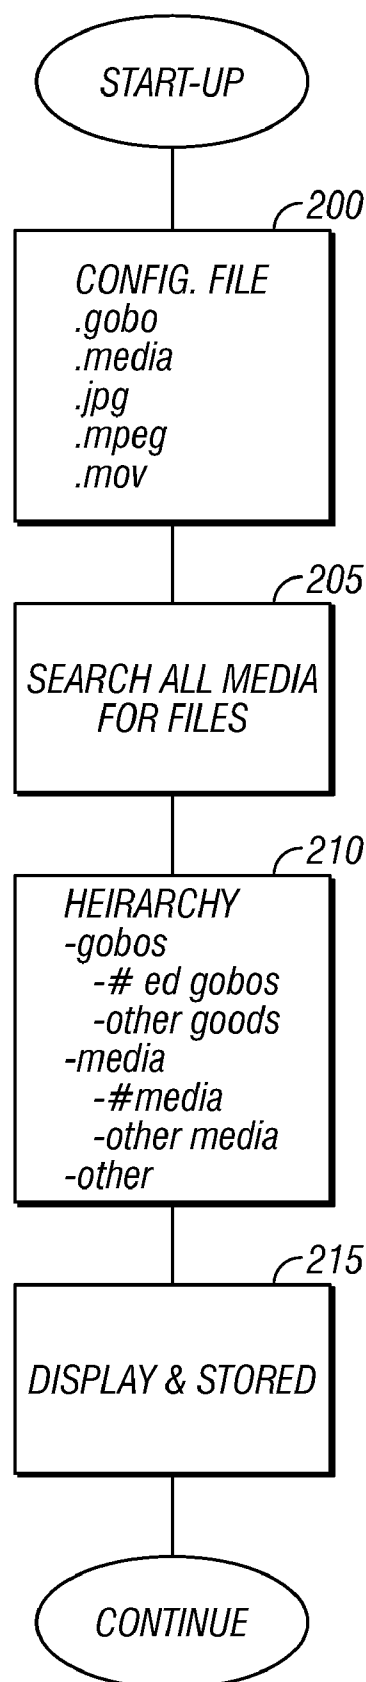 START-UP
200
CONFIG. FILE
.gobo
.media
.jpg
.mpeg
.mov
205
SEARCH ALL MEDIA
FOR FILES
210
HEIRARCHY
-gobos
-# ed gobos
-other goods
-media
-#media
-other media
-other
215
DISPLAY & STORED
CONTINUE